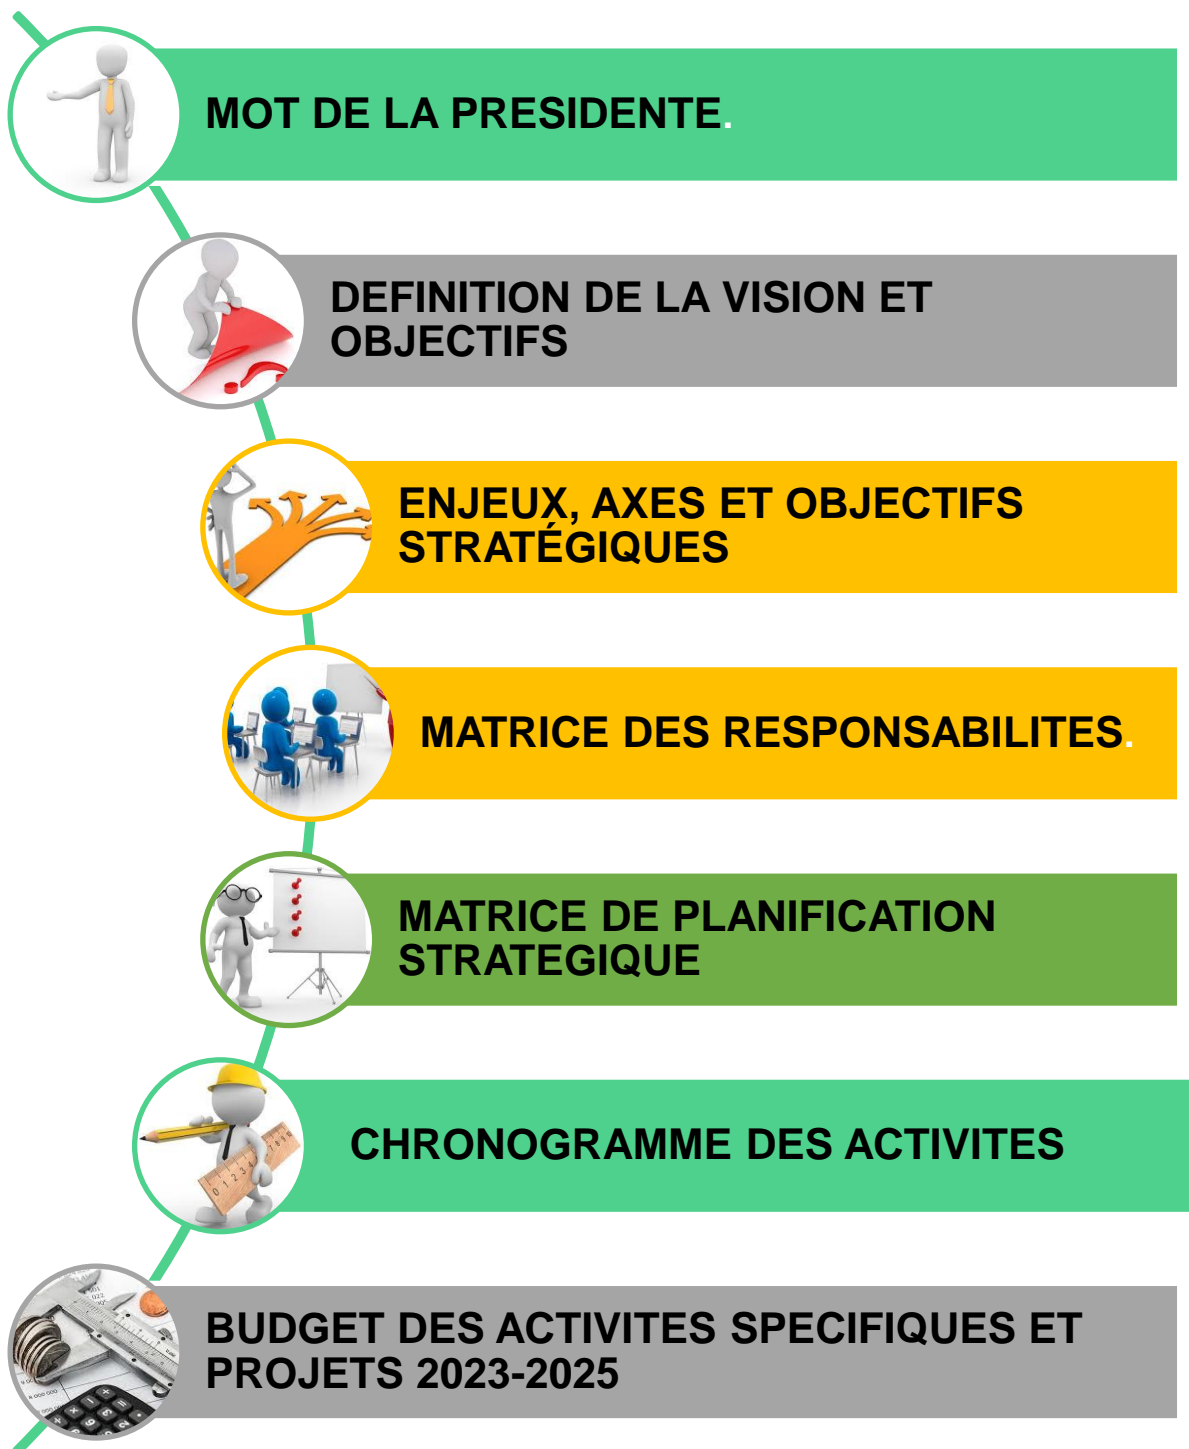 MOT DE LA PRESIDENTE.
DEFINITION DE LA VISION ET
OBJECTIFS
ENJEUX, AXES ET OBJECTIFS
STRATÉGIQUES
MATRICE DES RESPONSABILITES.
MATRICE DE PLANIFICATION
STRATEGIQUE
CHRONOGRAMME DES ACTIVITES
BUDGET DES ACTIVITES SPECIFIQUES ET
PROJETS 2023-2025